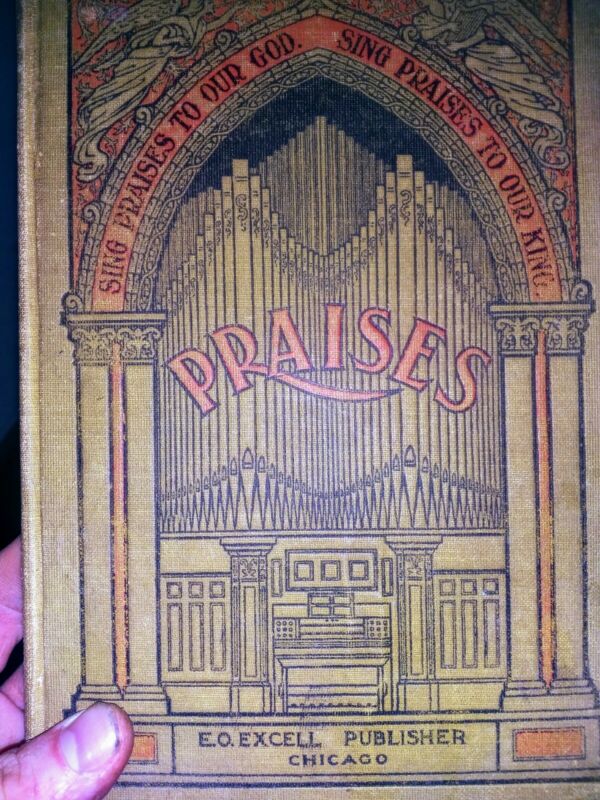 SING PRAISES TO OUR GOD. SING PRAISES TO OUR KING.
PRAISES
E.O. EXCELL PUBLISHER
CHICAGO